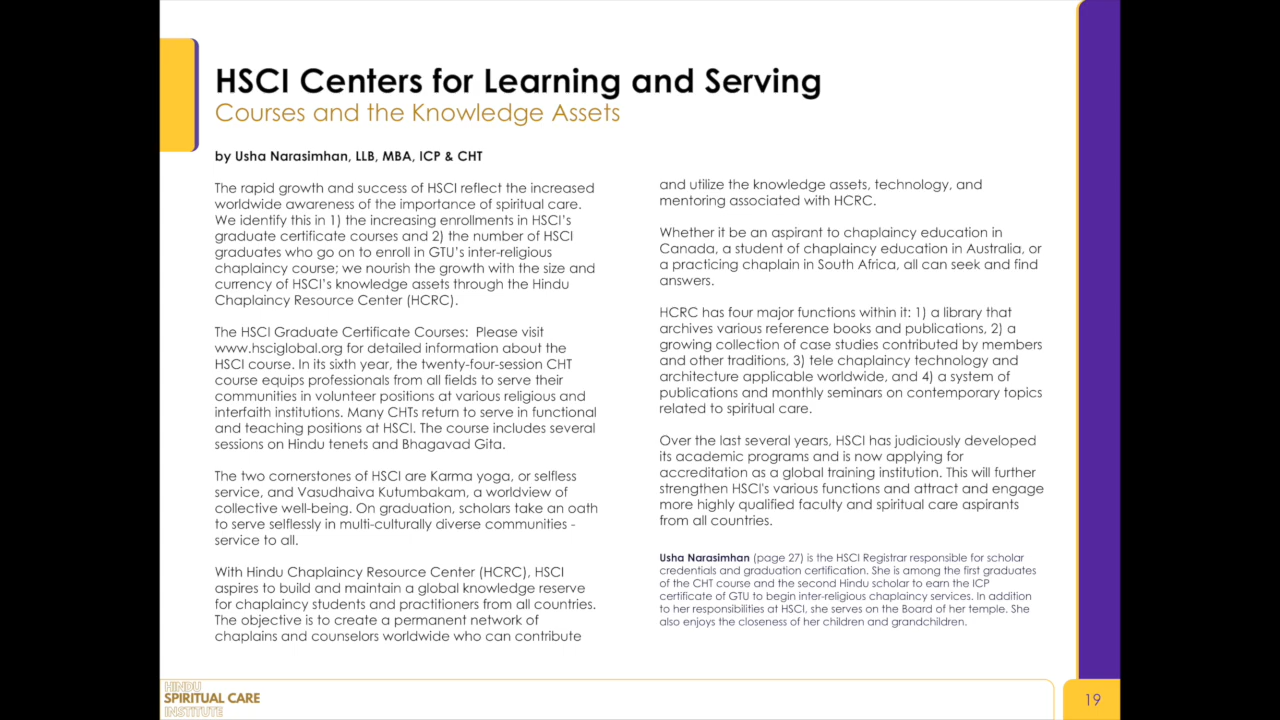 HSCI Centers for Learning and Serving
Courses and the Knowledge Assets
by Usha Narasimhan, LLB, MBA, ICP & CHT
The rapid growth and success of HSCI reflect the increased
worldwide awareness of the importance of spiritual care.
We identify this in 1) the increasing enrollments in HSCI's
graduate certificate courses and 2) the number of HSCI
graduates who go on to enroll in GTU's inter-religious
chaplaincy course; we nourish the growth with the size and
currency of HSCI's knowledge assets through the Hindu
Chaplaincy Resource Center (HCRC).
The HSCI Graduate Certificate Courses:  Please visit
www.hsciglobal.org for detailed information about the
HSCI course. In its sixth year, the twenty-four-session CHT
course equips professionals from all fields to serve their
communities in volunteer positions at various religious and
interfaith institutions. Many CHTs return to serve in functional
and teaching positions at HSCI. The course includes several
sessions on Hindu tenets and Bhagavad Gita.
The two cornerstones of HSCI are Karma yoga, or selfless
service, and Vasudhaiva Kutumbakam, a worldview of
collective well-being. On graduation, scholars take an oath
to serve selflessly in multi-culturally diverse communities -
service to all.
With Hindu Chaplaincy Resource Center (HCRC), HSCI
aspires to build and maintain a global knowledge reserve
for chaplaincy students and practitioners from all countries.
The objective is to create a permanent network of
chaplains and counselors worldwide who can contribute
and utilize the knowledge assets, technology, and
mentoring associated with HCRC.
Whether it be an aspirant to chaplaincy education in
Canada, a student of chaplaincy education in Australia, or
a practicing chaplain in South Africa, all can seek and find
answers.
HCRC has four major functions within it: 1) a library that
archives various reference books and publications, 2) a
growing collection of case studies contributed by members
and other traditions, 3) tele chaplaincy technology and
architecture applicable worldwide, and 4) a system of
publications and monthly seminars on contemporary topics
related to spiritual care.
Over the last several years, HSCI has judiciously developed
its academic programs and is now applying for
accreditation as a global training institution. This will further
strengthen HSCI's various functions and attract and engage
more highly qualified faculty and spiritual care aspirants
from all countries.
Usha Narasimhan (page 27) is the HSCI Registrar responsible for scholar
credentials and graduation certification. She is among the first graduates
of the CHT course and the second Hindu scholar to earn the ICP
certificate of GTU to begin inter-religious chaplaincy services. In addition
to her responsibilities at HSCI, she serves on the Board of her temple. She
also enjoys the closeness of her children and grandchildren.
HINDU
SPIRITUAL CARE
INSTITUTE
19